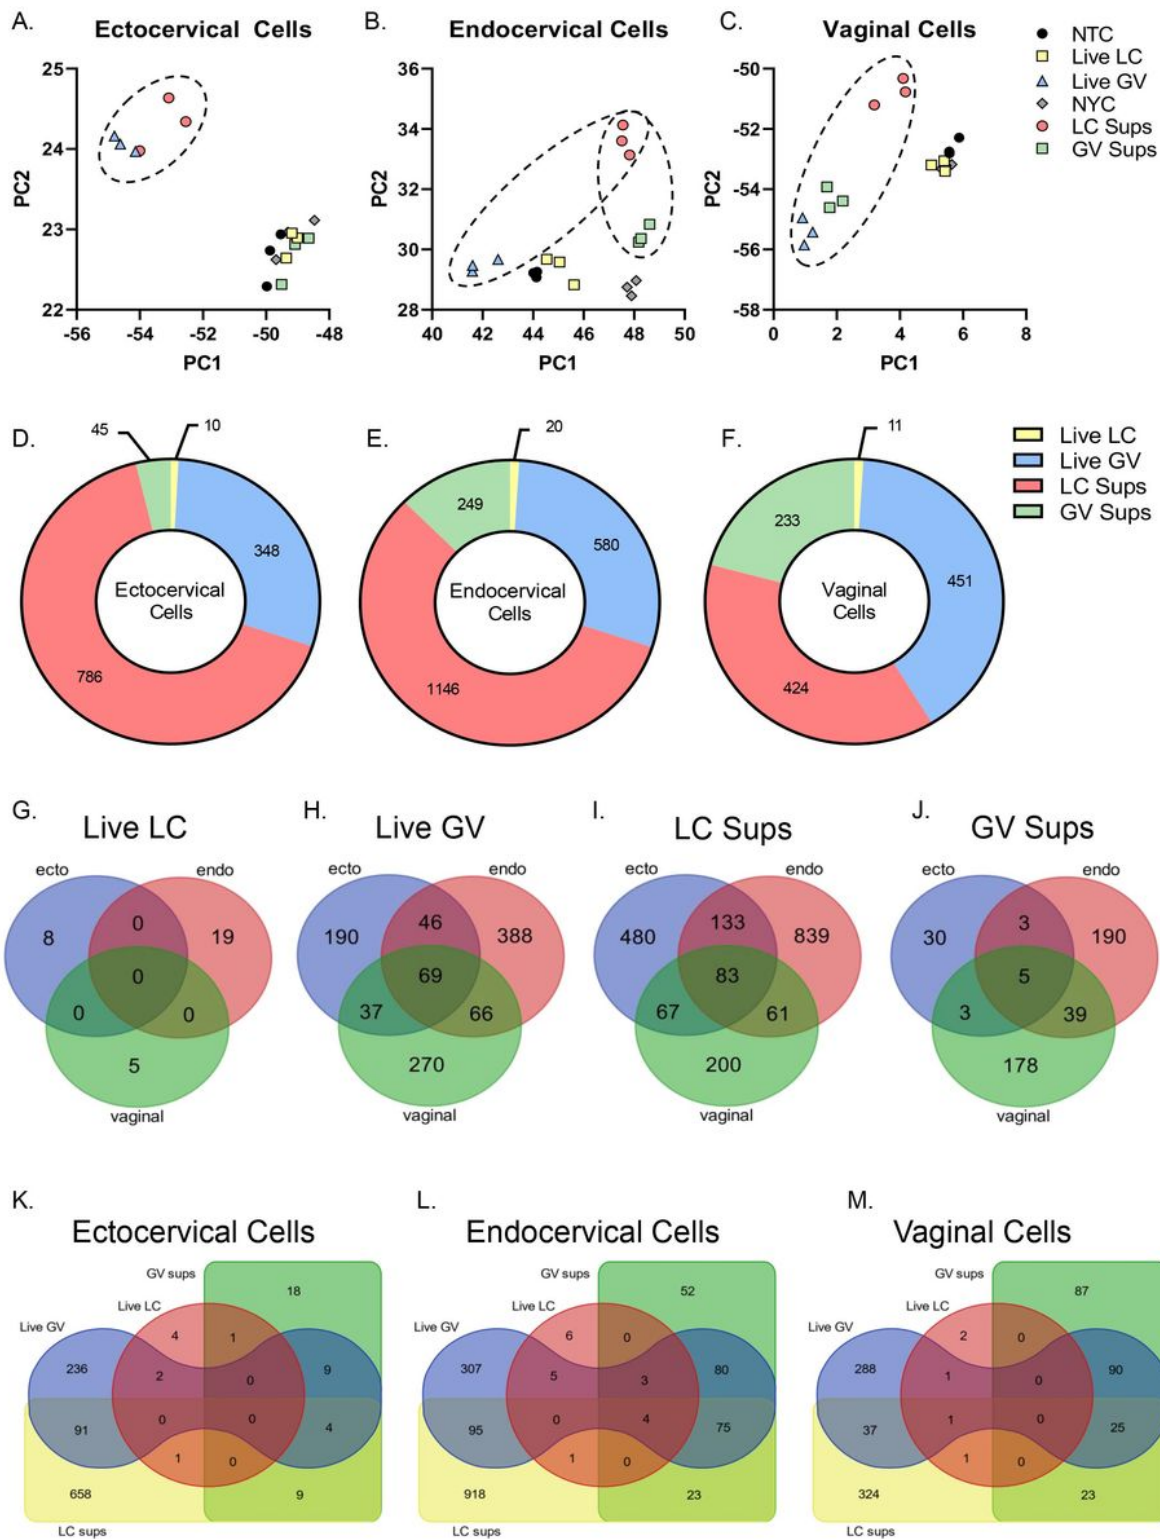 A. Ectocervical Cells
25
24
23
22
PC2
-56 -54 -52 -50 -48
PC1
B. Endocervical Cells
36
34
32
30
28
PC2
40 42 44 46 48 50
PC1
C. Vaginal Cells
-50
-52
-54
-56
-58
PC2
0 2 4 6 8
PC1
NTC
Live LC
Live GV
NYC
LC Sups
GV Sups
D.
45 10
348
786
Ectocervical
Cells
E.
20
249
580
1146
Endocervical
Cells
F.
11
233
451
424
Vaginal
Cells
Live LC
Live GV
LC Sups
GV Sups
G. Live LC
ecto endo
8 0 19
0
0 0
5
vaginal
H. Live GV
ecto endo
190 46 388
69
37 66
270
vaginal
I. LC Sups
ecto endo
480 133 839
83
67 61
200
vaginal
J. GV Sups
ecto endo
30 3 190
5
3 39
178
vaginal
K.
Ectocervical Cells
GV sups
18
Live LC
Live GV
4 1
236 2 0 9
91 0 0 4
1 0
658 9
LC sups
L.
Endocervical Cells
GV sups
52
Live LC
Live GV
6 0
307 5 3 80
95 0 4 75
1 0
918 23
LC sups
M.
Vaginal Cells
GV sups
87
Live LC
Live GV
2 0
288 1 0 90
37 1 0 25
1 0
324 23
LC sups